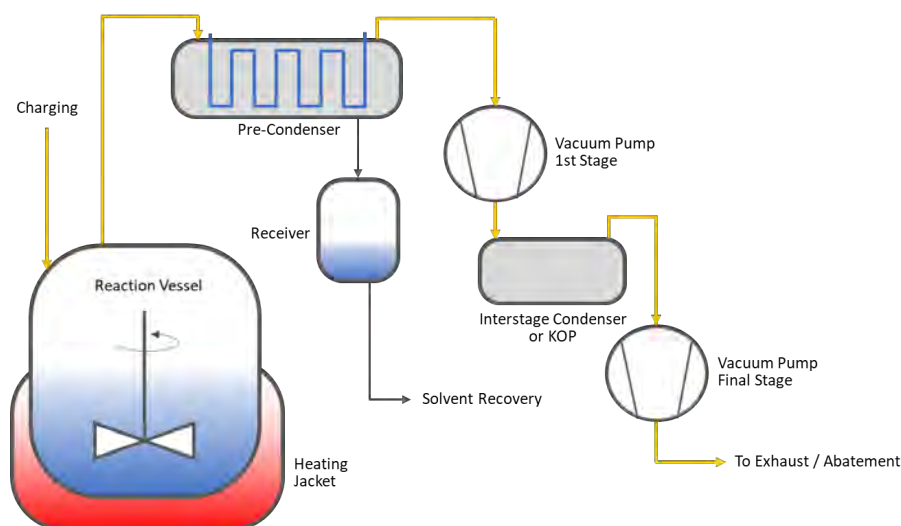 Charging
Pre-Condenser
Vacuum Pump
1st Stage
Receiver
Reaction Vessel
Interstage Condenser
or KOP
Vacuum Pump
Final Stage
Solvent Recovery
Heating
Jacket
To Exhaust / Abatement